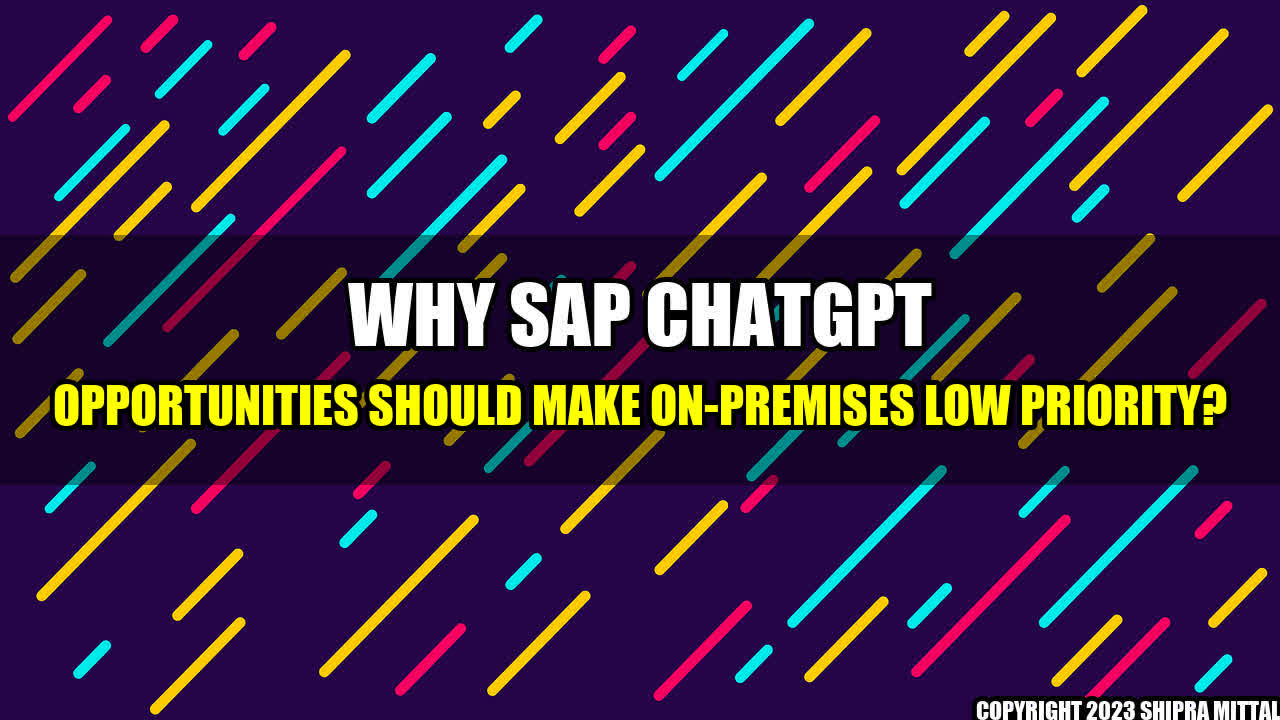 WHY SAP CHATGPT
OPPORTUNITIES SHOULD MAKE ON-PREMISES LOW PRIORITY?
COPYRIGHT 2023 SHIPRA MITTAL